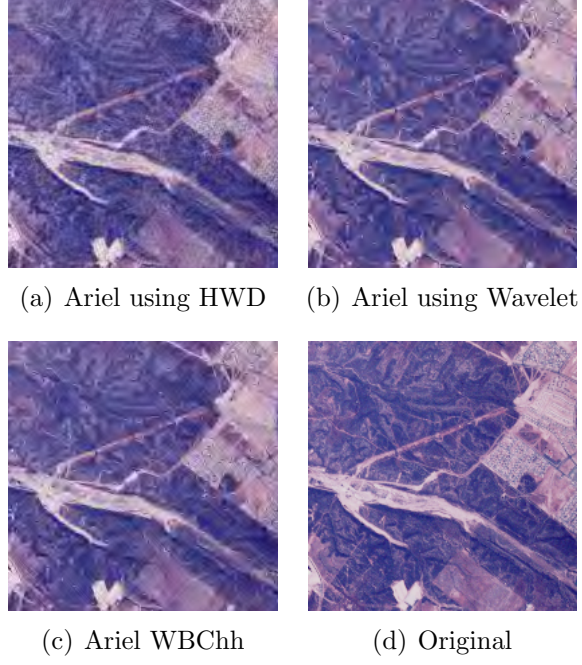 (a) Ariel using HWD
(b) Ariel using Wavelet
(c) Ariel WBChh
(d) Original